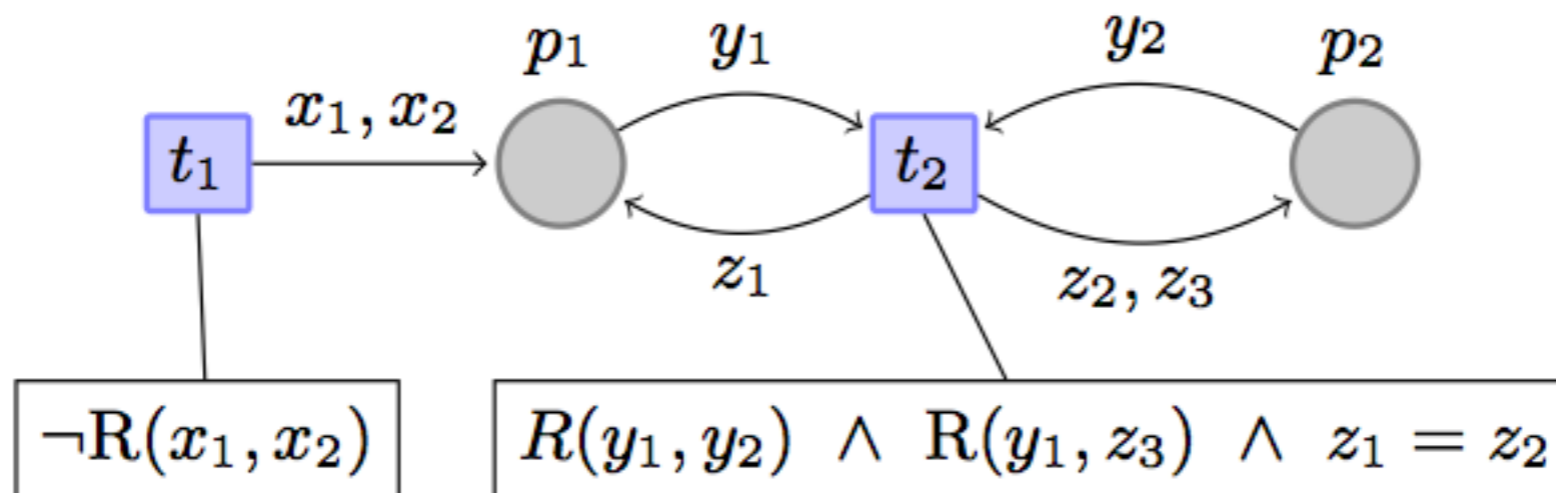 p₁ y₁ y₂ p₂
t₁ x₁, x₂ t₂
z₁ z₂, z₃
¬R(x₁, x₂)
R(y₁, y₂) ∧ R(y₁, z₃) ∧ z₁ = z₂